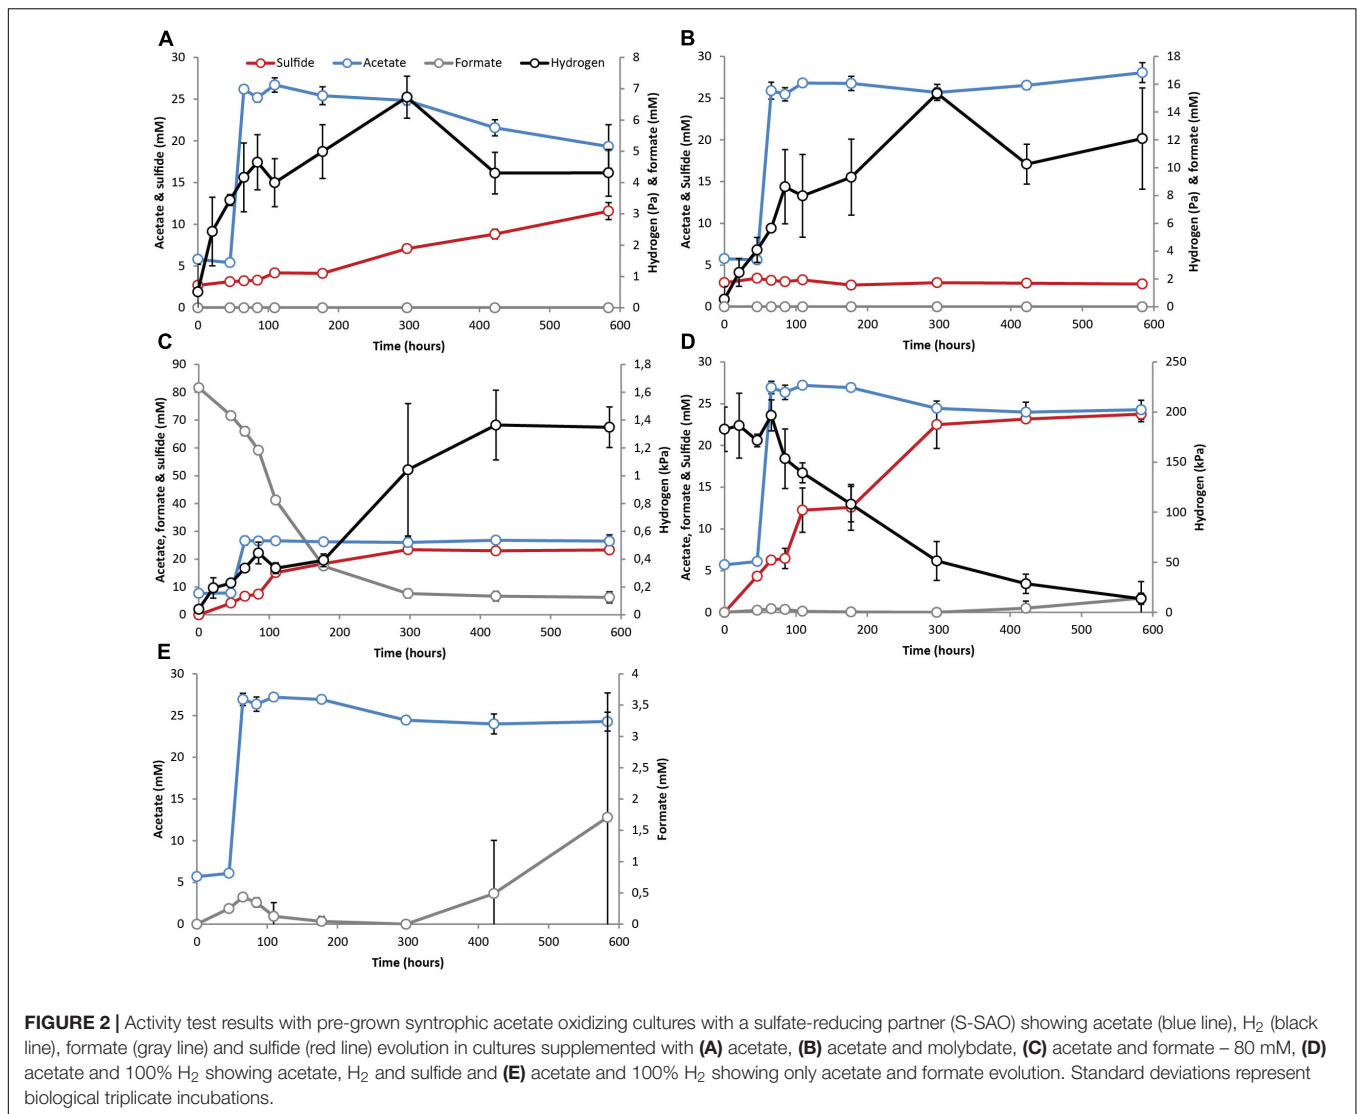 A
Sulfide Acetate Formate Hydrogen
30
25
20
15
10
5
0
Acetate & sulfide (mM)
8
7
6
5
4
3
2
1
0
Hydrogen (Pa) & formate (mM)
0 100 200 300 400 500 600
Time (hours)
B
30
25
20
15
10
5
0
Acetate & Sulfide (mM)
18
16
14
12
10
8
6
4
2
0
Hydrogen (Pa) & formate (mM)
0 100 200 300 400 500 600
Time (hours)
C
90
80
70
60
50
40
30
20
10
0
Acetate, formate & sulfide (mM)
1,8
1,6
1,4
1,2
1
0,8
0,6
0,4
0,2
0
Hydrogen (kPa)
0 100 200 300 400 500 600
Time (hours)
D
30
25
20
15
10
5
0
Acetate, formate & Sulfide (mM)
250
200
150
100
50
0
Hydrogen (kPa)
0 100 200 300 400 500 600
Time (hours)
E
30
25
20
15
10
5
0
Acetate (mM)
4
3,5
3
2,5
2
1,5
1
0,5
0
Formate (mM)
0 100 200 300 400 500 600
Time (hours)
FIGURE 2 | Activity test results with pre-grown syntrophic acetate oxidizing cultures with a sulfate-reducing partner (S-SAO) showing acetate (blue line), H₂ (black
line), formate (gray line) and sulfide (red line) evolution in cultures supplemented with (A) acetate, (B) acetate and molybdate, (C) acetate and formate – 80 mM, (D)
acetate and 100% H₂ showing acetate, H₂ and sulfide and (E) acetate and 100% H₂ showing only acetate and formate evolution. Standard deviations represent
biological triplicate incubations.